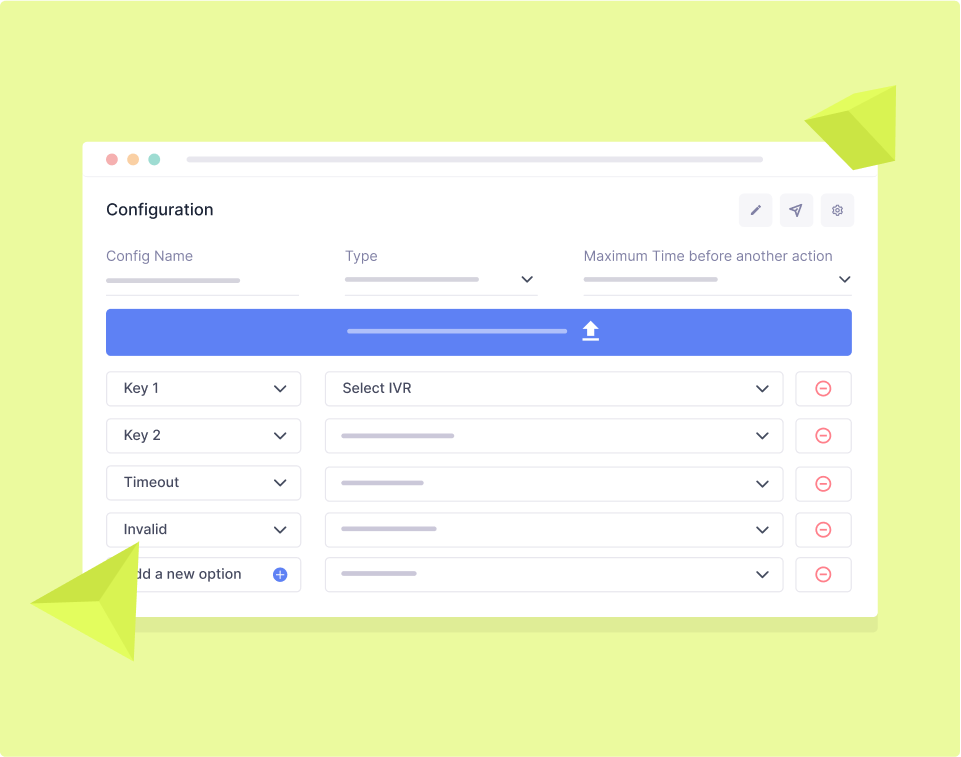 Configuration
Config Name
Type
Maximum Time before another action
Key 1
Select IVR
Key 2
Timeout
Invalid
a new option